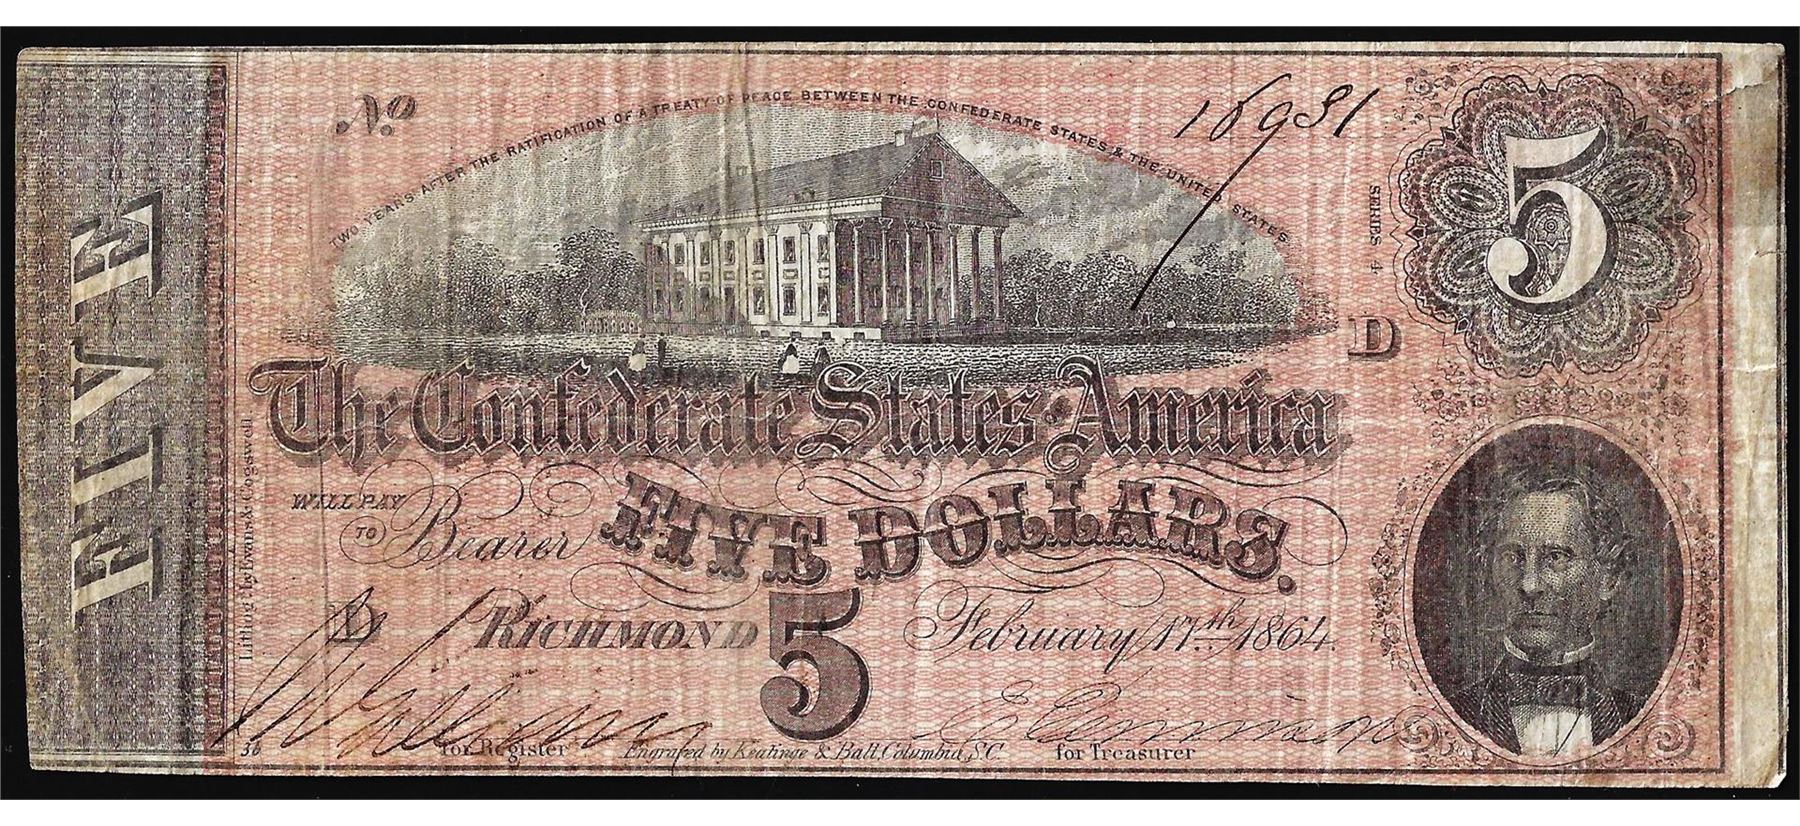 FIVE
No
16981
TWO YEARS AFTER THE RATIFICATION OF A TREATY OF PEACE BETWEEN THE CONFEDERATE STATES & THE UNITED STATES
SERIES 4
5
D
The Confederate States of America
WILL PAY
TO Bearer
FIVE DOLLARS.
D
RICHMOND
5
February 17th 1864.
for Register
for Treasurer
36
Engraved by Keatinge & Ball, Columbia, S.C.
Lithog'd by Evans & Cogswell